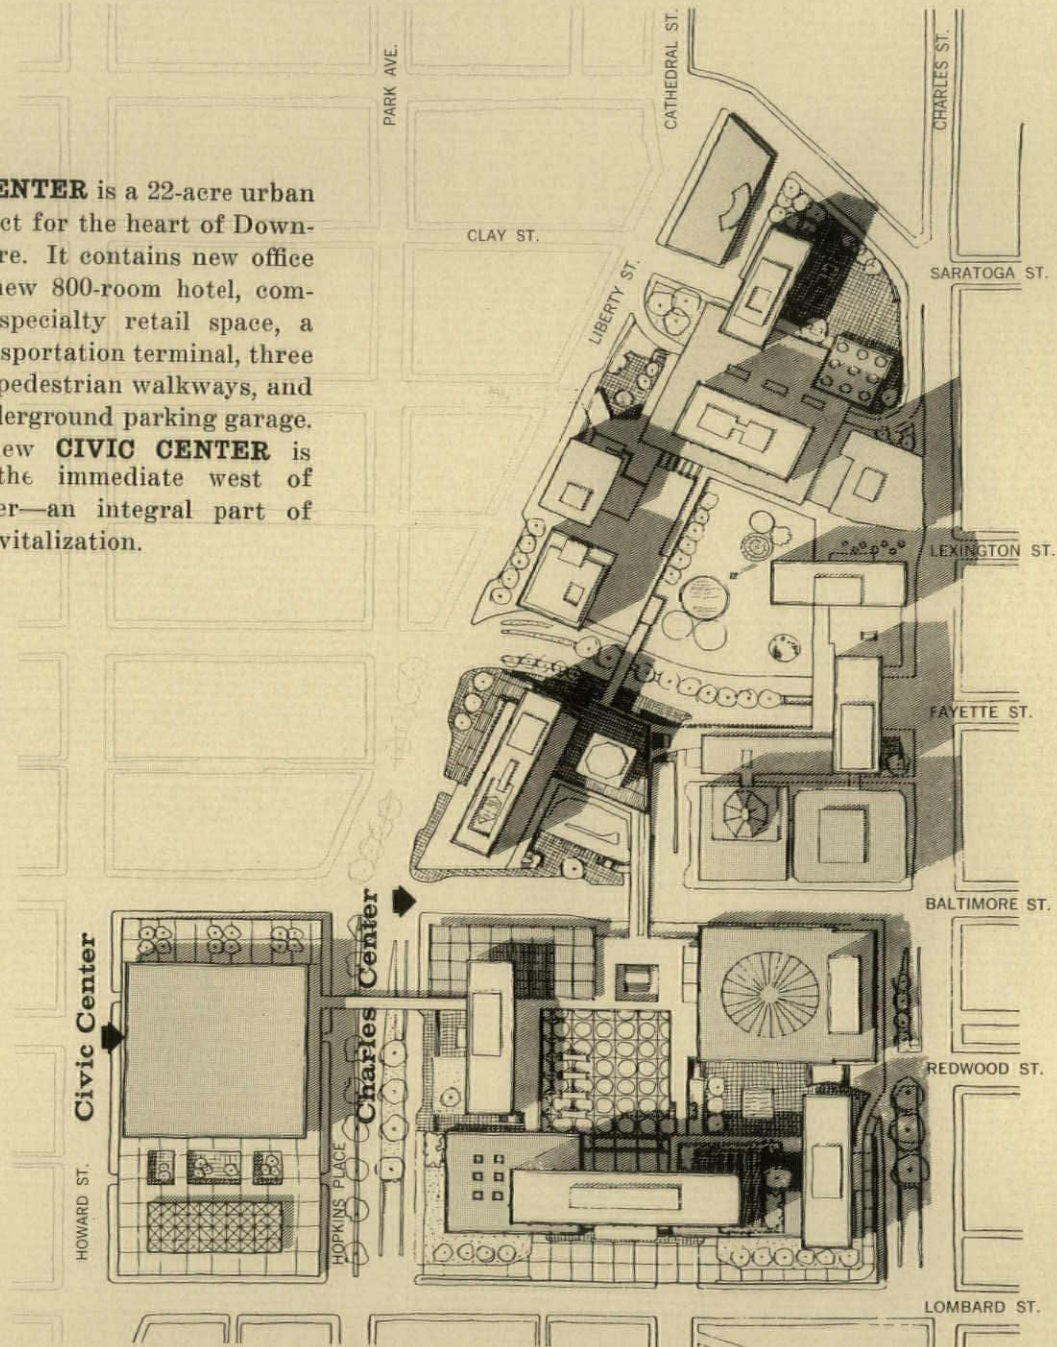 PARK AVE.
CATHEDRAL ST.
CHARLES ST.
ENTER is a 22-acre urban
ct for the heart of Down-
re. It contains new office
new 800-room hotel, com-
specialty retail space, a
sportation terminal, three
pedestrian walkways, and
derground parking garage.
ew CIVIC CENTER is
the immediate west of
er—an integral part of
vitalization.
CLAY ST.
LIBERTY ST.
SARATOGA ST.
LEXINGTON ST.
FAYETTE ST.
BALTIMORE ST.
Charles Center
Civic Center
REDWOOD ST.
HOWARD ST.
HOPKINS PLACE
LOMBARD ST.